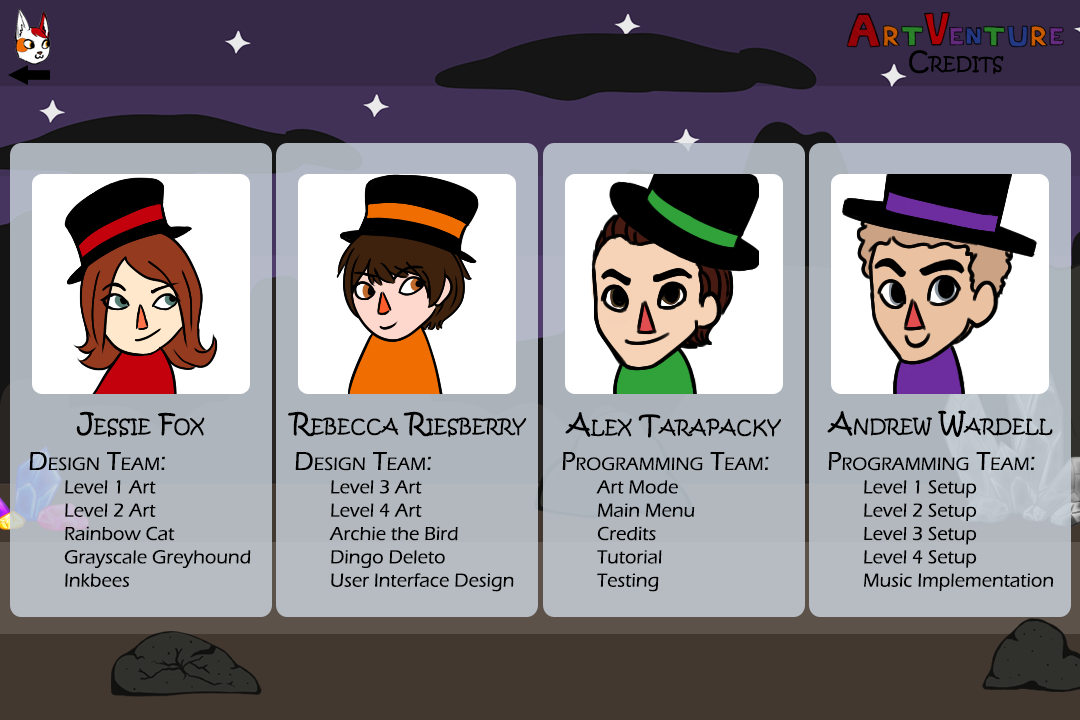 ArtVenture
Credits
Jessie Fox
Design Team:
Level 1 Art
Level 2 Art
Rainbow Cat
Grayscale Greyhound
Inkbees
Rebecca Riesberry
Design Team:
Level 3 Art
Level 4 Art
Archie the Bird
Dingo Deleto
User Interface Design
Alex Tarapacky
Programming Team:
Art Mode
Main Menu
Credits
Tutorial
Testing
Andrew Wardell
Programming Team:
Level 1 Setup
Level 2 Setup
Level 3 Setup
Level 4 Setup
Music Implementation